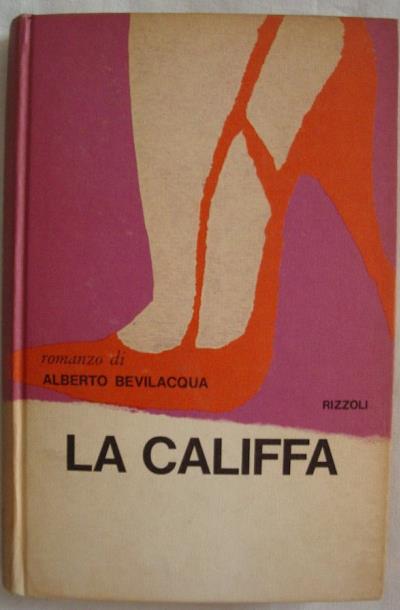 romanzo di
ALBERTO BEVILACQUA
RIZZOLI
LA CALIFFA